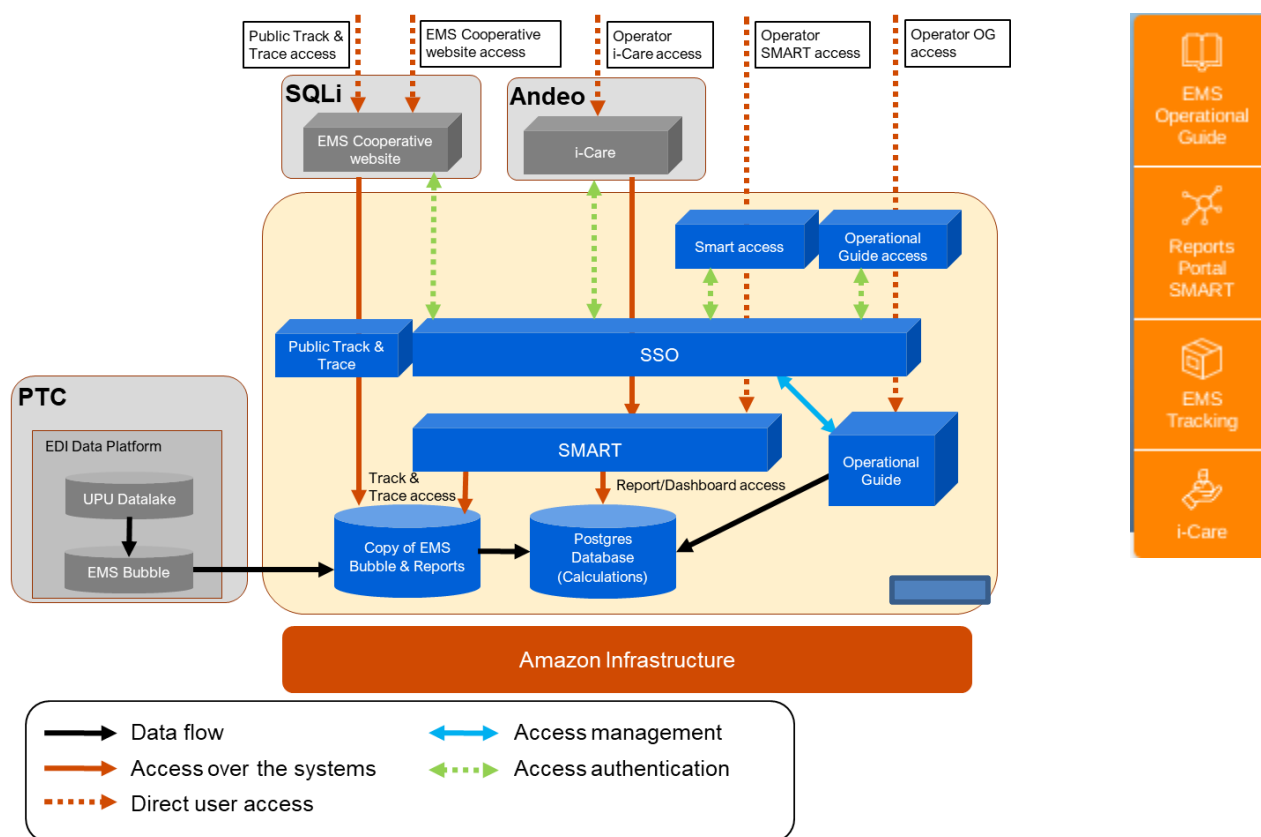 Public Track &
Trace access
EMS Cooperative
website access
Operator
i-Care access
Operator
SMART access
Operator OG
access
SQLi
EMS Cooperative
website
Andeo
i-Care
Smart access
Operational
Guide access
Public Track &
Trace
SSO
PTC
EDI Data Platform
UPU Datalake
EMS Bubble
SMART
Track &
Trace access
Report/Dashboard access
Operational
Guide
Copy of EMS
Bubble & Reports
Postgres
Database
(Calculations)
Amazon Infrastructure
Data flow
Access over the systems
Direct user access
Access management
Access authentication
EMS
Operational
Guide
Reports
Portal
SMART
EMS
Tracking
i-Care